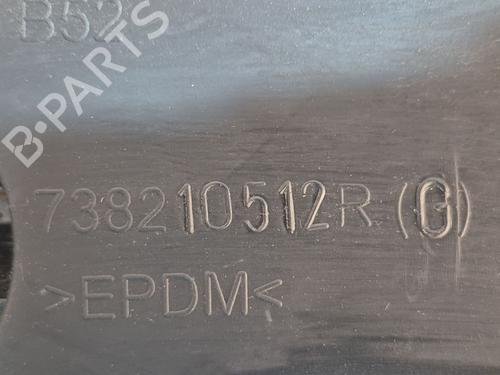 B52
B-PARTS
738210512R (G)
>EPDM<